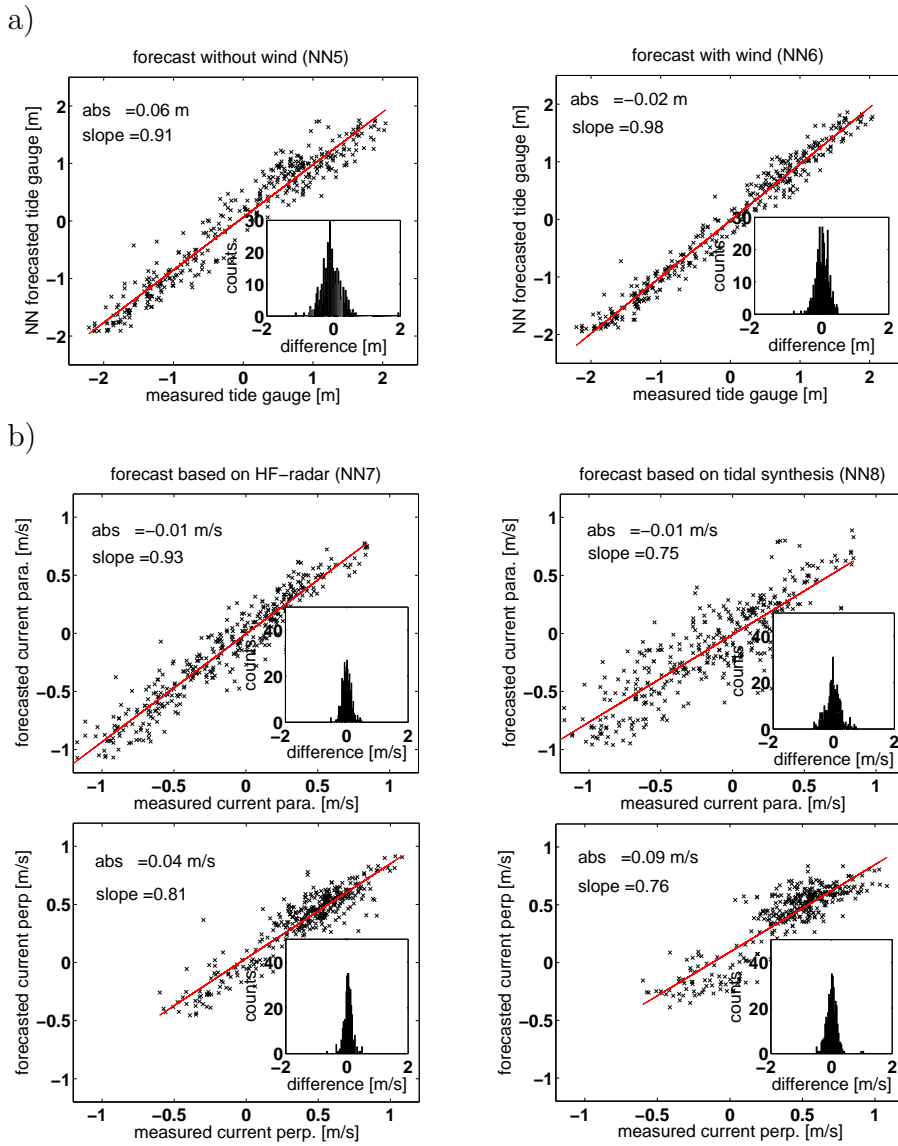 a)
forecast without wind (NN5)
abs =0.06 m
slope =0.91
NN forecasted tide gauge [m]
2
1
0
−1
−2
−2 −1 0 1 2
measured tide gauge [m]
counts
30
20
10
0
−2 0 2
difference [m]
forecast with wind (NN6)
abs =−0.02 m
slope =0.98
NN forecasted tide gauge [m]
2
1
0
−1
−2
−2 −1 0 1 2
measured tide gauge [m]
counts
30
20
10
0
−2 0 2
difference [m]
b)
forecast based on HF−radar (NN7)
abs =−0.01 m/s
slope =0.93
forecasted current para. [m/s]
1
0.5
0
−0.5
−1
−1 −0.5 0 0.5 1
measured current para. [m/s]
counts
40
20
0
−2 0 2
difference [m/s]
forecast based on tidal synthesis (NN8)
abs =−0.01 m/s
slope =0.75
forecasted current para. [m/s]
1
0.5
0
−0.5
−1
−1 −0.5 0 0.5 1
measured current para. [m/s]
counts
40
20
0
−2 0 2
difference [m/s]
abs =0.04 m/s
slope =0.81
forecasted current perp [m/s]
1
0.5
0
−0.5
−1
−1 −0.5 0 0.5 1
measured current perp. [m/s]
counts
40
20
0
−2 0 2
difference [m/s]
abs =0.09 m/s
slope =0.76
forecasted current perp [m/s]
1
0.5
0
−0.5
−1
−1 −0.5 0 0.5 1
measured current perp. [m/s]
counts
40
20
0
−2 0 2
difference [m/s]